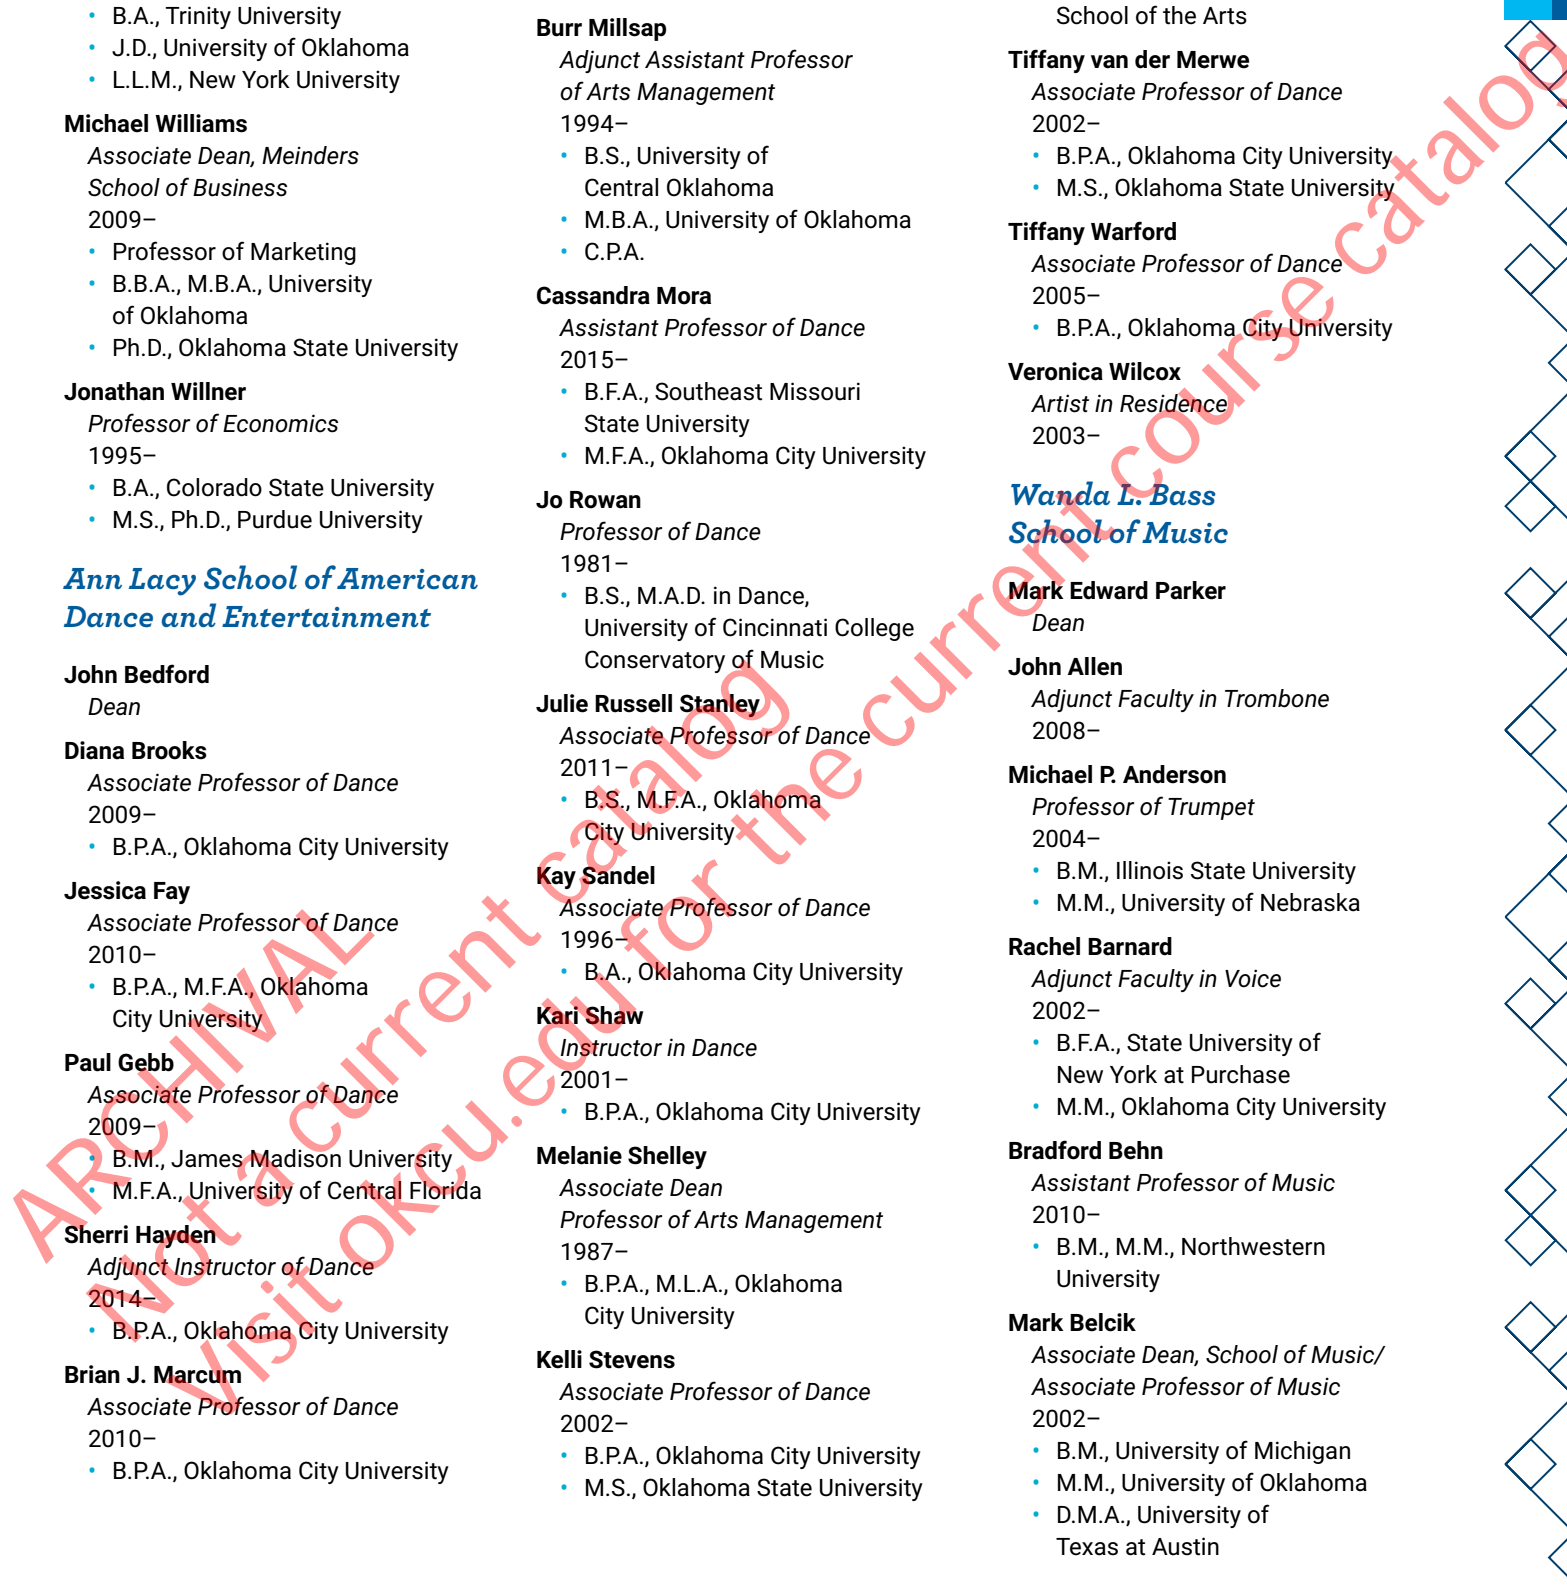 B.A., Trinity University
J.D., University of Oklahoma
L.L.M., New York University
Michael Williams
Associate Dean, Meinders
School of Business
2009–
Professor of Marketing
B.B.A., M.B.A., University
of Oklahoma
Ph.D., Oklahoma State University
Jonathan Willner
Professor of Economics
1995–
B.A., Colorado State University
M.S., Ph.D., Purdue University
Ann Lacy School of American
Dance and Entertainment
John Bedford
Dean
Diana Brooks
Associate Professor of Dance
2009–
B.P.A., Oklahoma City University
Jessica Fay
Associate Professor of Dance
2010–
B.P.A., M.F.A., Oklahoma
City University
Paul Gebb
Associate Professor of Dance
2009–
B.M., James Madison University
M.F.A., University of Central Florida
Sherri Hayden
Adjunct Instructor of Dance
2014–
B.P.A., Oklahoma City University
Brian J. Marcum
Associate Professor of Dance
2010–
B.P.A., Oklahoma City University
Burr Millsap
Adjunct Assistant Professor
of Arts Management
1994–
B.S., University of
Central Oklahoma
M.B.A., University of Oklahoma
C.P.A.
Cassandra Mora
Assistant Professor of Dance
2015–
B.F.A., Southeast Missouri
State University
M.F.A., Oklahoma City University
Jo Rowan
Professor of Dance
1981–
B.S., M.A.D. in Dance,
University of Cincinnati College
Conservatory of Music
Julie Russell Stanley
Associate Professor of Dance
2011–
B.S., M.F.A., Oklahoma
City University
Kay Sandel
Associate Professor of Dance
1996–
B.A., Oklahoma City University
Kari Shaw
Instructor in Dance
2001–
B.P.A., Oklahoma City University
Melanie Shelley
Associate Dean
Professor of Arts Management
1987–
B.P.A., M.L.A., Oklahoma
City University
Kelli Stevens
Associate Professor of Dance
2002–
B.P.A., Oklahoma City University
M.S., Oklahoma State University
School of the Arts
Tiffany van der Merwe
Associate Professor of Dance
2002–
B.P.A., Oklahoma City University
M.S., Oklahoma State University
Tiffany Warford
Associate Professor of Dance
2005–
B.P.A., Oklahoma City University
Veronica Wilcox
Artist in Residence
2003–
Wanda L. Bass
School of Music
Mark Edward Parker
Dean
John Allen
Adjunct Faculty in Trombone
2008–
Michael P. Anderson
Professor of Trumpet
2004–
B.M., Illinois State University
M.M., University of Nebraska
Rachel Barnard
Adjunct Faculty in Voice
2002–
B.F.A., State University of
New York at Purchase
M.M., Oklahoma City University
Bradford Behn
Assistant Professor of Music
2010–
B.M., M.M., Northwestern
University
Mark Belcik
Associate Dean, School of Music/
Associate Professor of Music
2002–
B.M., University of Michigan
M.M., University of Oklahoma
D.M.A., University of
Texas at Austin
ARCHIVAL
Not a current catalog
Visit okcu.edu for the current course catalog